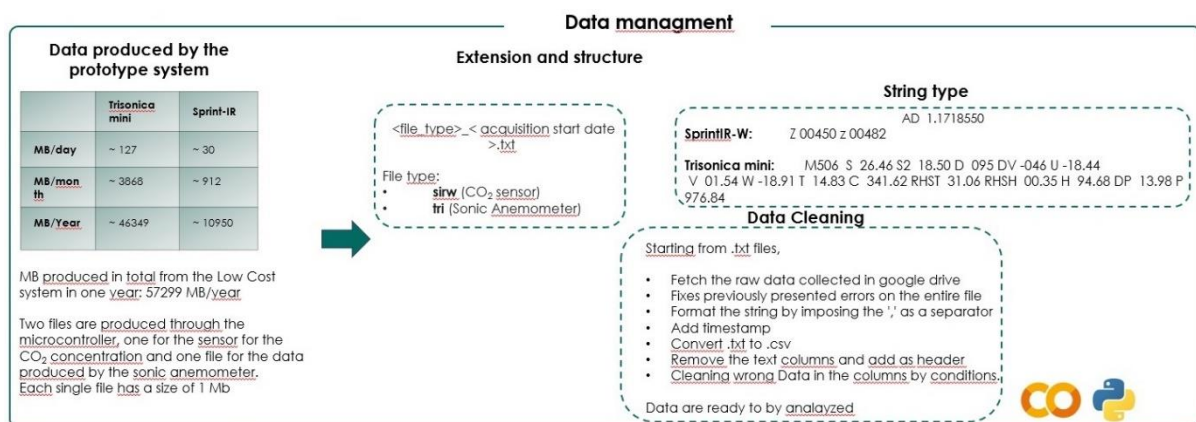 Data managment
Data produced by the
prototype system
Trisonica
mini
Sprint-IR
MB/day
~ 127
~ 30
MB/mon
th
~ 3868
~ 912
MB/Year
~ 46349
~ 10950
MB produced in total from the Low Cost
system in one year: 57299 MB/year
Two files are produced through the
microcontroller, one for the sensor for the
CO₂ concentration and one file for the data
produced by the sonic anemometer.
Each single file has a size of 1 Mb
Extension and structure
<file_type>_< acquisition start date
>.txt
File type:
• sirw (CO₂ sensor)
• tri (Sonic Anemometer)
String type
AD 1.1718550
SprintIR-W: Z 00450 z 00482
Trisonica mini: M506 S 26.46 S2 18.50 D 095 DV -046 U -18.44
V 01.54 W -18.91 T 14.83 C 341.62 RHST 31.06 RHSH 00.35 H 94.68 DP 13.98 P
976.84
Data Cleaning
Starting from .txt files,
• Fetch the raw data collected in google drive
• Fixes previously presented errors on the entire file
• Format the string by imposing the ',' as a separator
• Add timestamp
• Convert .txt to .csv
• Remove the text columns and add as header
• Cleaning wrong Data in the columns by conditions.
Data are ready to by analayzed